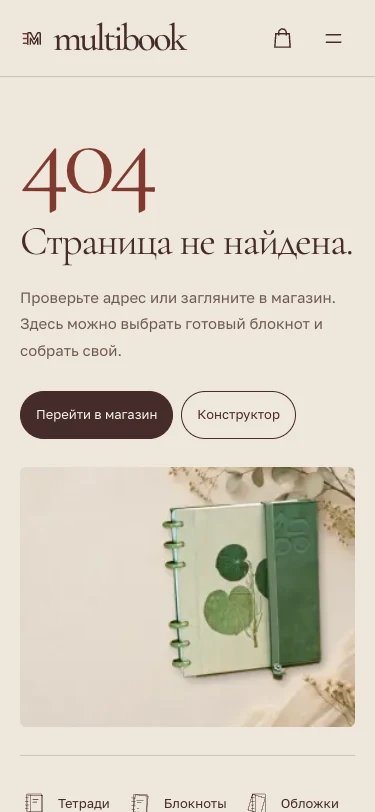 multibook
404
Страница не найдена.
Проверьте адрес или загляните в магазин.
Здесь можно выбрать готовый блокнот и
собрать свой.
Перейти в магазин
Конструктор
Тетради
Блокноты
Обложки